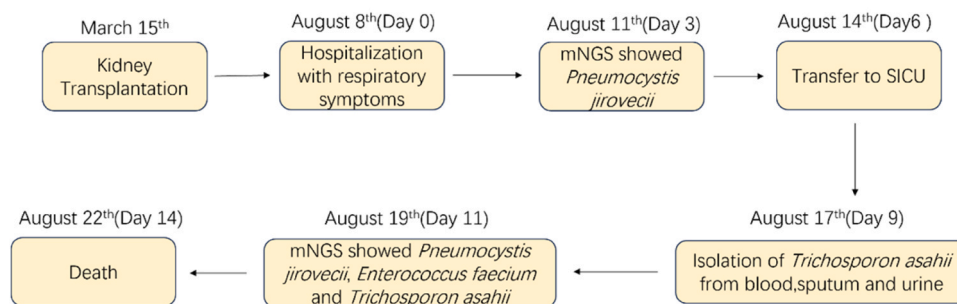 March 15th
Kidney
Transplantation
August 8th(Day 0)
Hospitalization
with respiratory
symptoms
August 11th(Day 3)
mNGS showed
Pneumocystis
jirovecii
August 14th(Day6 )
Transfer to SICU
August 17th(Day 9)
Isolation of Trichosporon asahii
from blood,sputum and urine
August 19th(Day 11)
mNGS showed Pneumocystis
jirovecii, Enterococcus faecium
and Trichosporon asahii
August 22th(Day 14)
Death